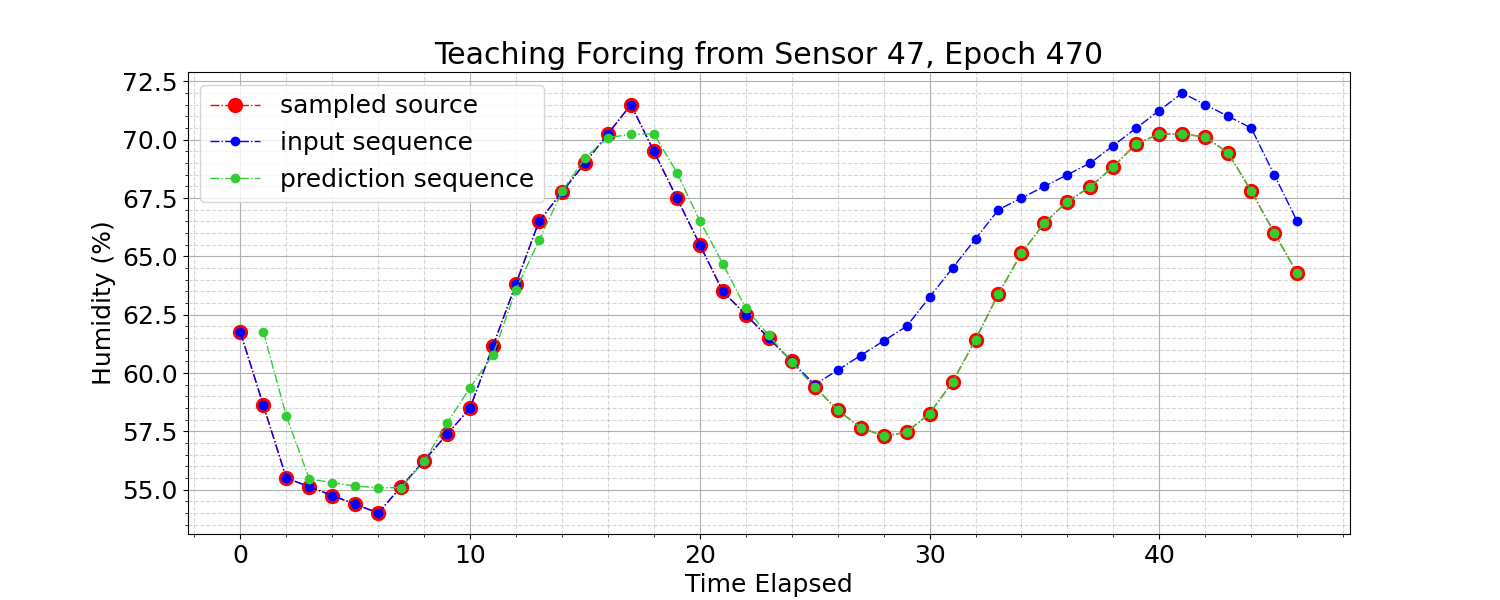 Teaching Forcing from Sensor 47, Epoch 470
72.5
70.0
67.5
65.0
62.5
60.0
57.5
55.0
Humidity (%)
sampled source
input sequence
prediction sequence
0 10 20 30 40
Time Elapsed